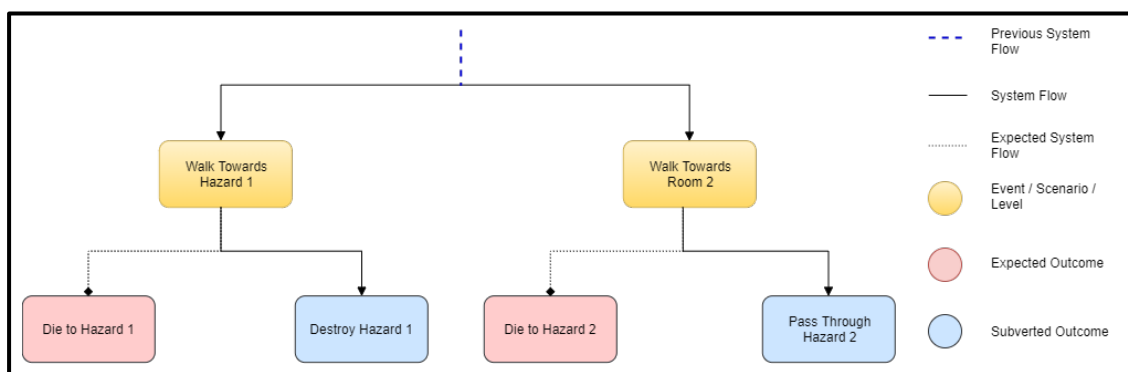 Walk Towards
Hazard 1
Walk Towards
Room 2
Die to Hazard 1
Destroy Hazard 1
Die to Hazard 2
Pass Through
Hazard 2
Previous System
Flow
System Flow
Expected System
Flow
Event / Scenario /
Level
Expected Outcome
Subverted Outcome